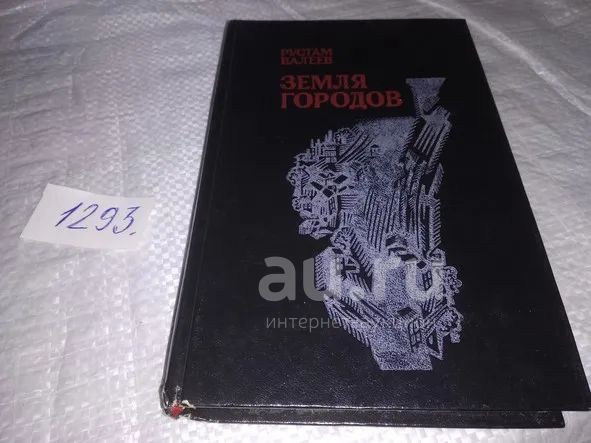 РУСТАМ
ВАЛЕЕВ
ЗЕМЛЯ
ГОРОДОВ
1293.
au.ru
интернет-аукцион